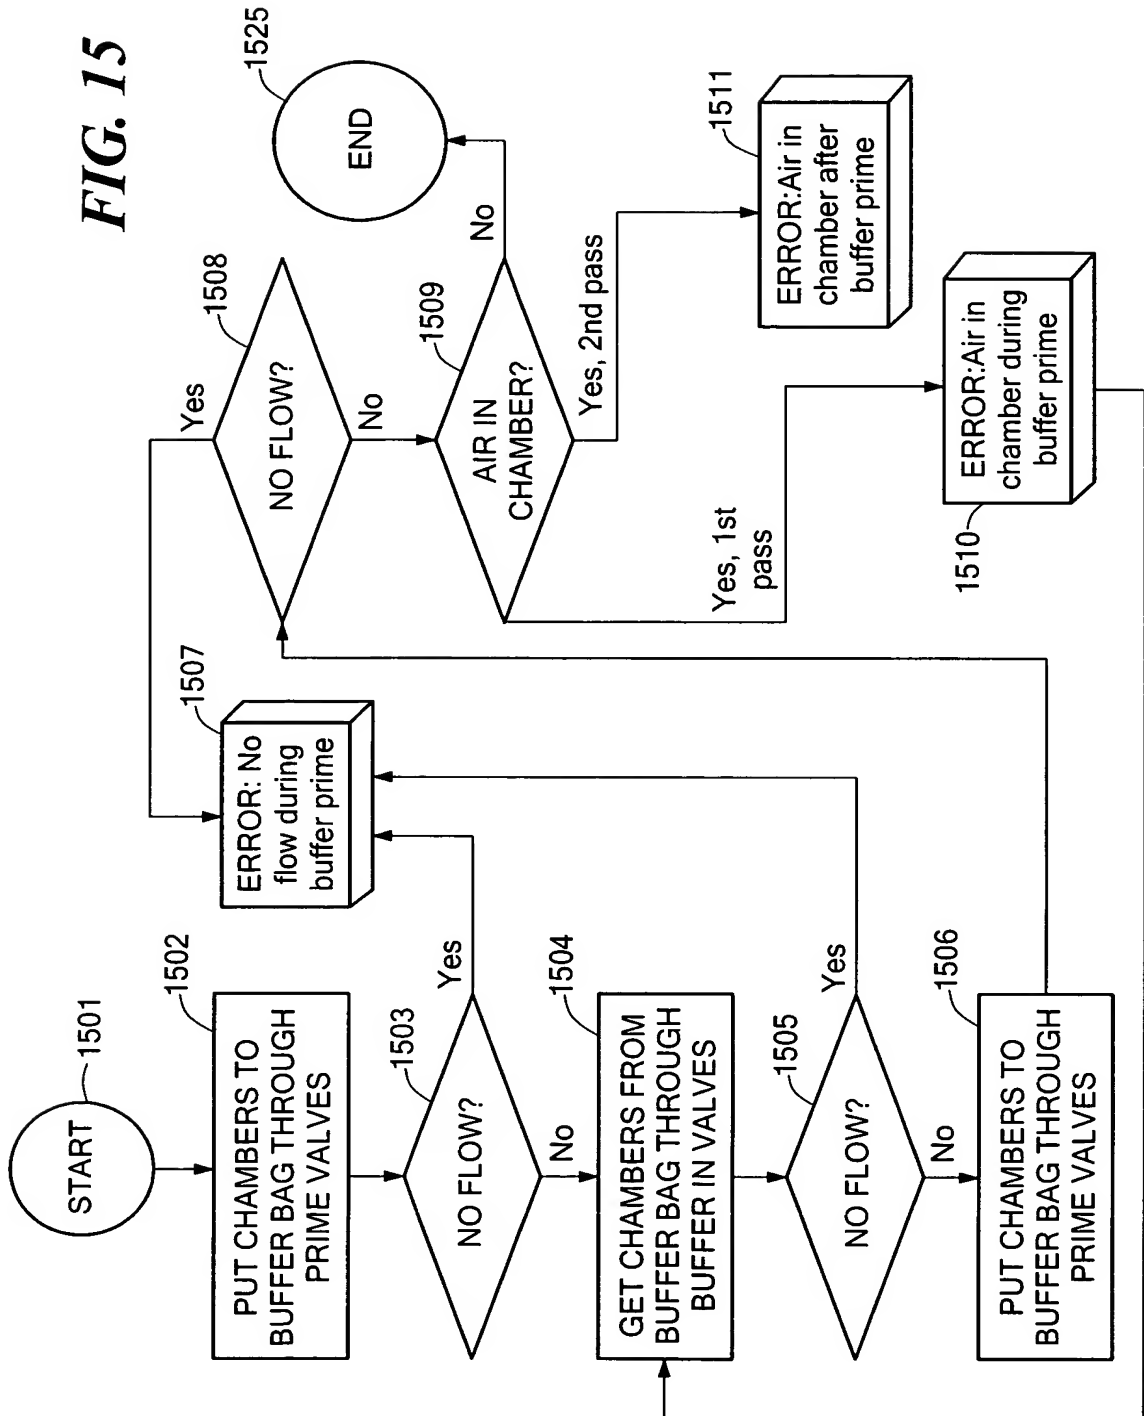 FIG. 15
START
1501
PUT CHAMBERS TO
BUFFER BAG THROUGH
PRIME VALVES
1502
NO FLOW?
1503
Yes
No
GET CHAMBERS FROM
BUFFER BAG THROUGH
BUFFER IN VALVES
1504
NO FLOW?
1505
Yes
No
PUT CHAMBERS TO
BUFFER BAG THROUGH
PRIME VALVES
1506
ERROR: No
flow during
buffer prime
1507
NO FLOW?
1508
Yes
No
AIR IN
CHAMBER?
1509
No
Yes, 1st
pass
Yes, 2nd pass
END
1525
ERROR:Air in
chamber during
buffer prime
1510
ERROR:Air in
chamber after
buffer prime
1511